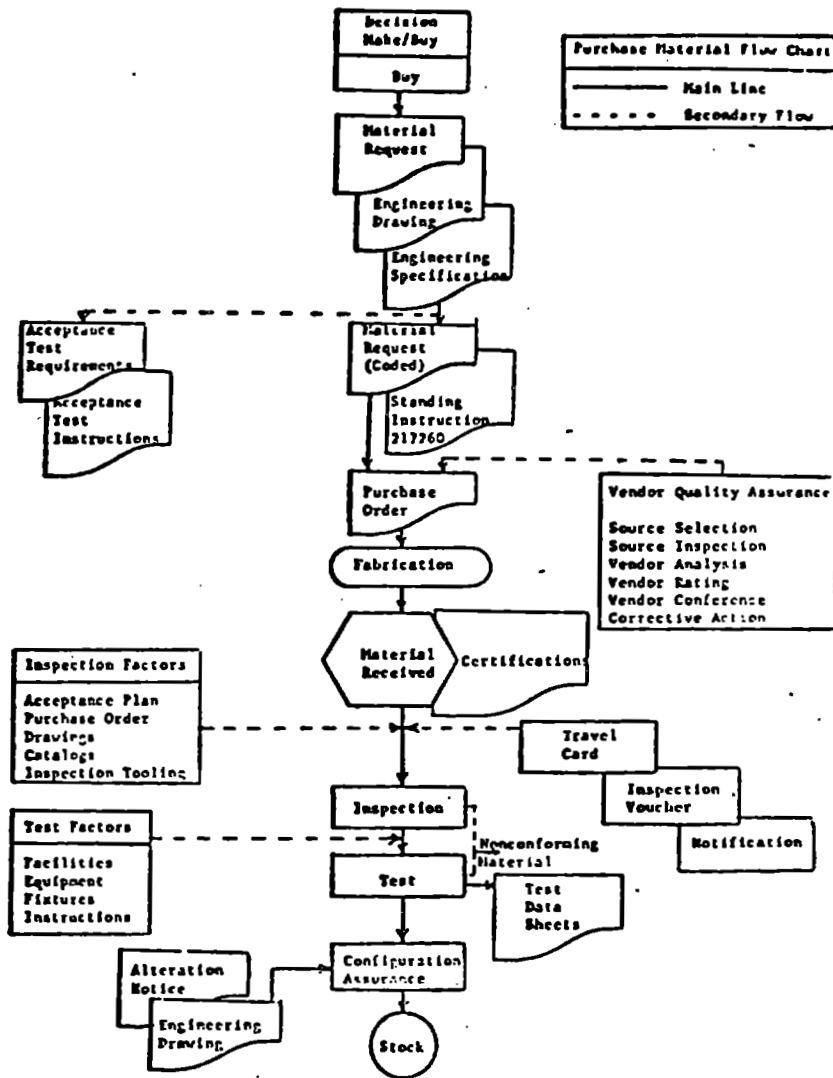 Decision
Make/Buy
Buy
Purchase Material Flow Chart
Main Line
Secondary Flow
Material
Request
Engineering
Drawing
Engineering
Specification
Acceptance
Test
Requirements
Acceptance
Test
Instructions
Material
Request
(Coded)
Standing
Instruction
217760
Purchase
Order
Vendor Quality Assurance
Source Selection
Source Inspection
Vendor Analysis
Vendor Rating
Vendor Conference
Corrective Action
Fabrication
Material
Received
Certifications
Inspection Factors
Acceptance Plan
Purchase Order
Drawings
Catalogs
Inspection Tooling
Travel
Card
Inspection
Voucher
Notification
Inspection
Test Factors
Facilities
Equipment
Fixtures
Instructions
Nonconforming
Material
Test
Test
Data
Sheets
Alteration
Notice
Engineering
Drawing
Configuration
Assurance
Stock